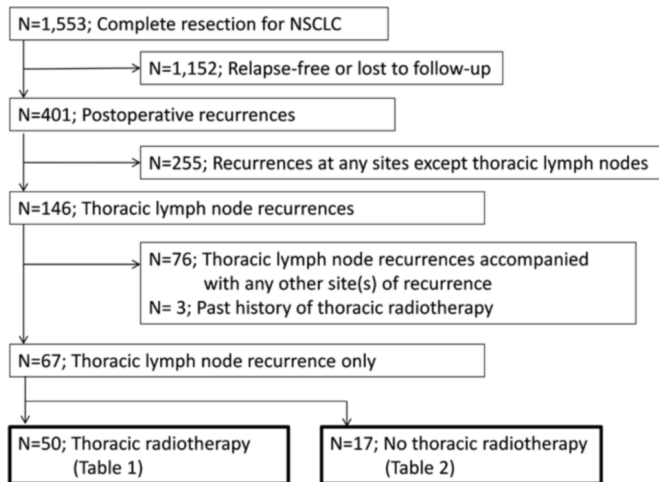 N=1,553; Complete resection for NSCLC
N=1,152; Relapse-free or lost to follow-up
N=401; Postoperative recurrences
N=255; Recurrences at any sites except thoracic lymph nodes
N=146; Thoracic lymph node recurrences
N=76; Thoracic lymph node recurrences accompanied
with any other site(s) of recurrence
N= 3; Past history of thoracic radiotherapy
N=67; Thoracic lymph node recurrence only
N=50; Thoracic radiotherapy
(Table 1)
N=17; No thoracic radiotherapy
(Table 2)